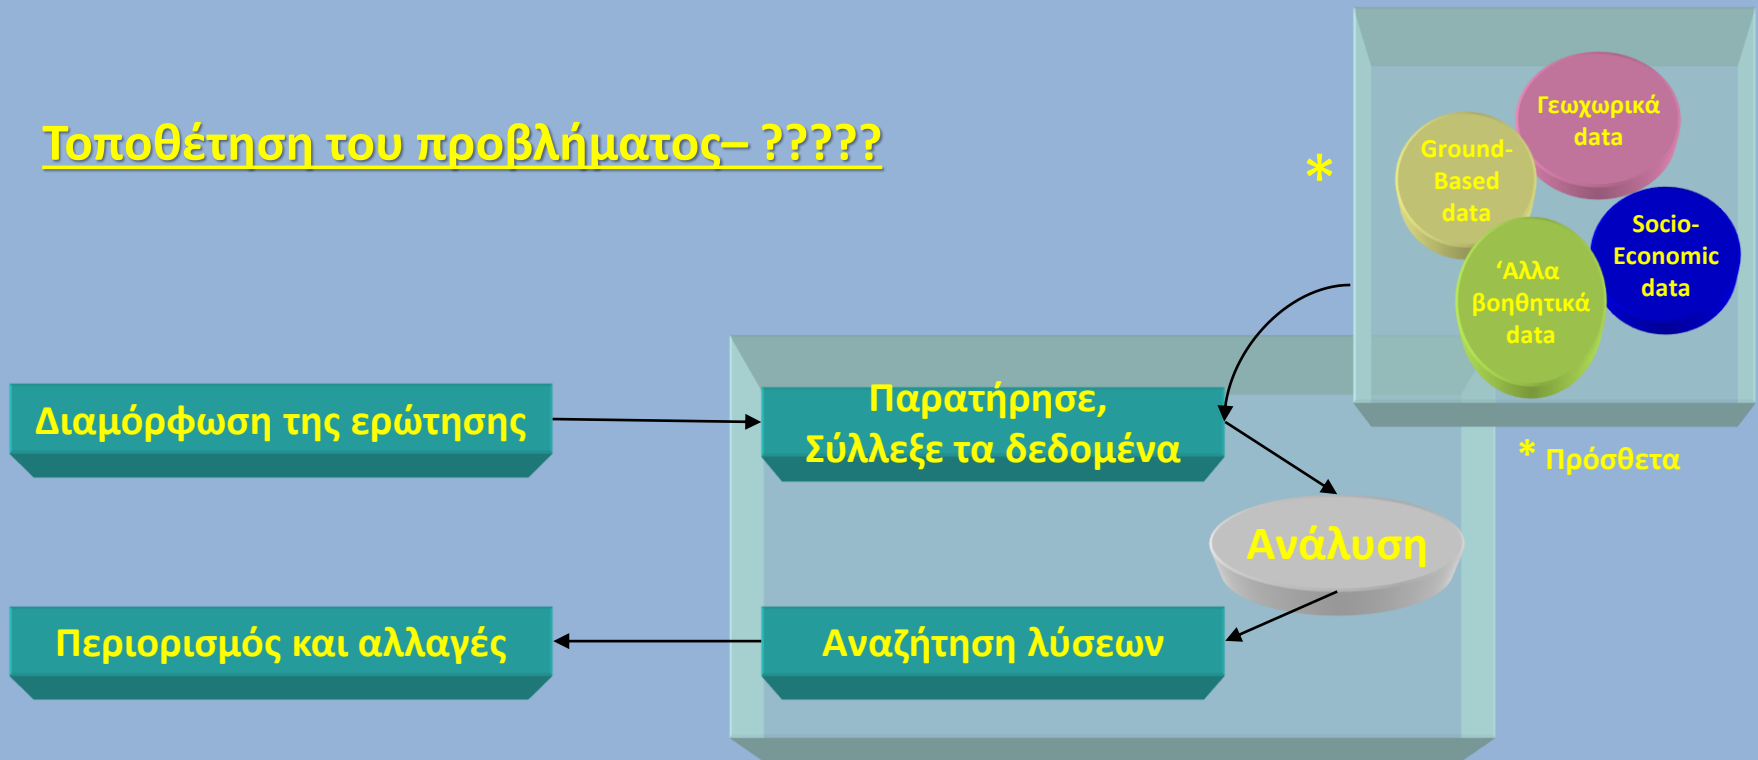 Τοποθέτηση του προβλήματος– ?????
*
Γεωχωρικά
data
Ground-
Based
data
Socio-
Economic
data
‘Αλλα
βοηθητικά
data
* Πρόσθετα
Διαμόρφωση της ερώτησης
Παρατήρησε,
Σύλλεξε τα δεδομένα
Ανάλυση
Αναζήτηση λύσεων
Περιορισμός και αλλαγές